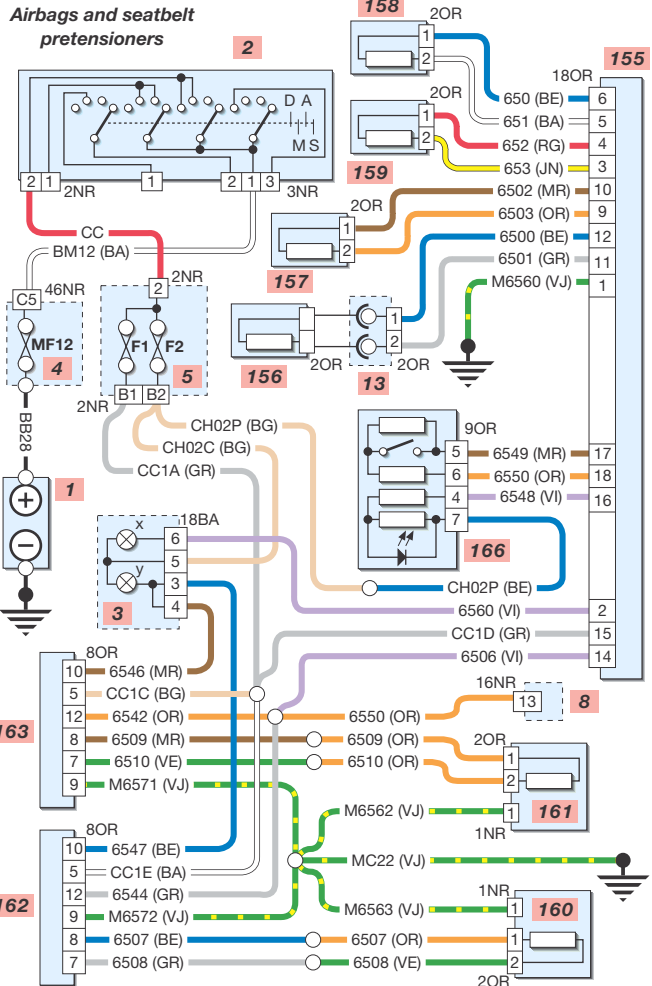 Airbags and seatbelt
pretensioners
2
D A
M S
2 1 2NR
1
2 1 3 3NR
CC
BM12 (BA)
C5 46NR
MF12
4
BB28
+
1
−
2NR
2
F1 F2
5
2NR B1 B2
CH02P (BG)
CH02C (BG)
CC1A (GR)
158
2OR
1
2
159
2OR
1
2
157
2OR
1
2
156
2OR
13
1
2
2OR
155
18OR
650 (BE) 6
651 (BA) 5
652 (RG) 4
653 (JN) 3
6502 (MR) 10
6503 (OR) 9
6500 (BE) 12
6501 (GR) 11
M6560 (VJ) 1
9OR
5 6549 (MR) 17
6 6550 (OR) 18
4 6548 (VI) 16
7
166
CH02P (BE)
6560 (VI) 2
CC1D (GR) 15
6506 (VI) 14
18BA
x 6
5
y 3
4
3
8OR
163
10 6546 (MR)
5 CC1C (BG)
12 6542 (OR) 6550 (OR)
8 6509 (MR) 6509 (OR)
7 6510 (VE) 6510 (OR)
9 M6571 (VJ)
16NR
13
8
2OR
1
2
161
M6562 (VJ) 1
1NR
8OR
162
10 6547 (BE)
5 CC1E (BA)
12 6544 (GR)
9 M6572 (VJ)
8 6507 (BE) 6507 (OR) 1
7 6508 (GR) 6508 (VE) 2
MC22 (VJ)
1NR
M6563 (VJ) 1
160
2OR